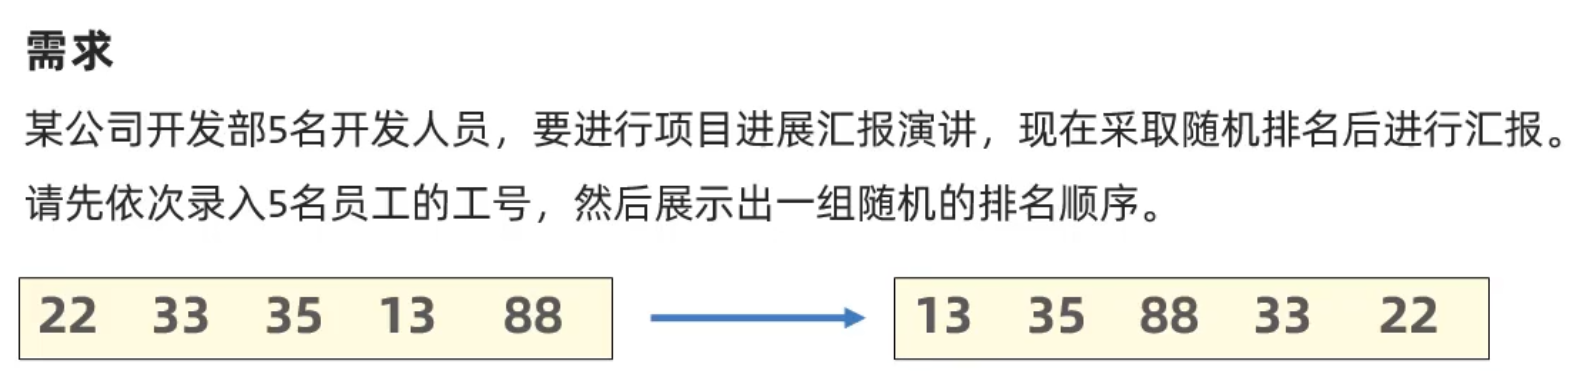 需求
某公司开发部5名开发人员，要进行项目进展汇报演讲，现在采取随机排名后进行汇报。
请先依次录入5名员工的工号，然后展示出一组随机的排名顺序。
22 33 35 13 88
13 35 88 33 22